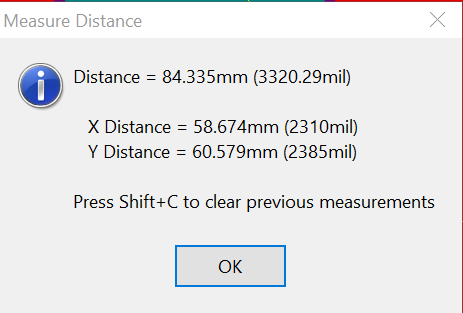 Measure Distance
Distance = 84.335mm (3320.29mil)
X Distance = 58.674mm (2310mil)
Y Distance = 60.579mm (2385mil)
Press Shift+C to clear previous measurements
OK